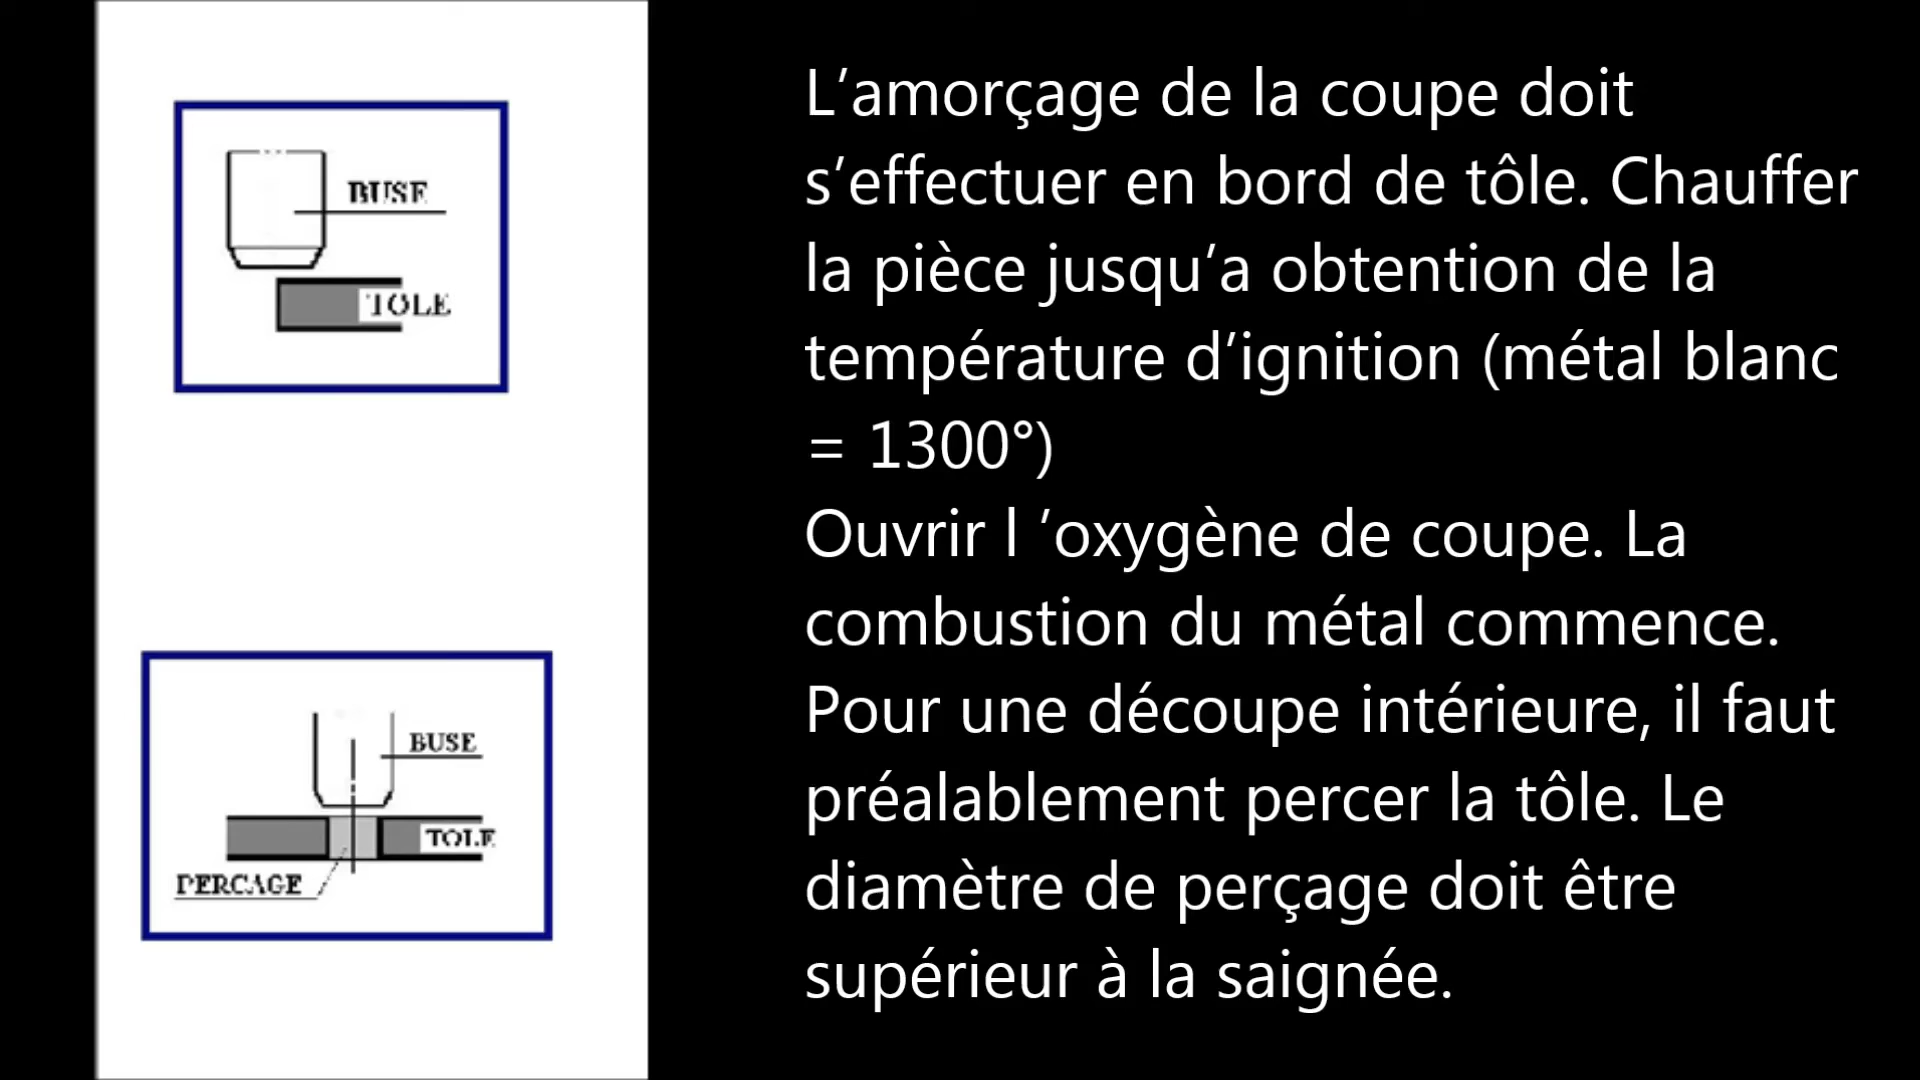 BUSE
TOLE
BUSE
TOLE
PERCAGE
L’amorçage de la coupe doit
s’effectuer en bord de tôle. Chauffer
la pièce jusqu’a obtention de la
température d’ignition (métal blanc
= 1300°)
Ouvrir l ’oxygène de coupe. La
combustion du métal commence.
Pour une découpe intérieure, il faut
préalablement percer la tôle. Le
diamètre de perçage doit être
supérieur à la saignée.